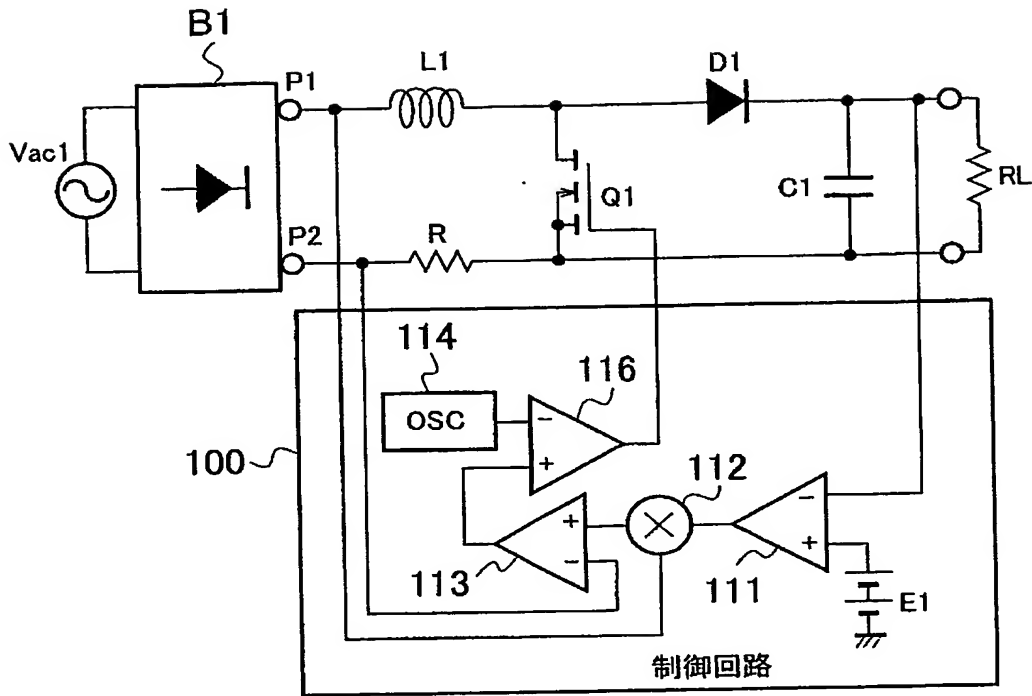 B1
P1
L1
D1
Vac1
Q1
C1
RL
P2
R
114
116
OSC
−
+
100
112
+
−
−
+
113
111
E1
制御回路